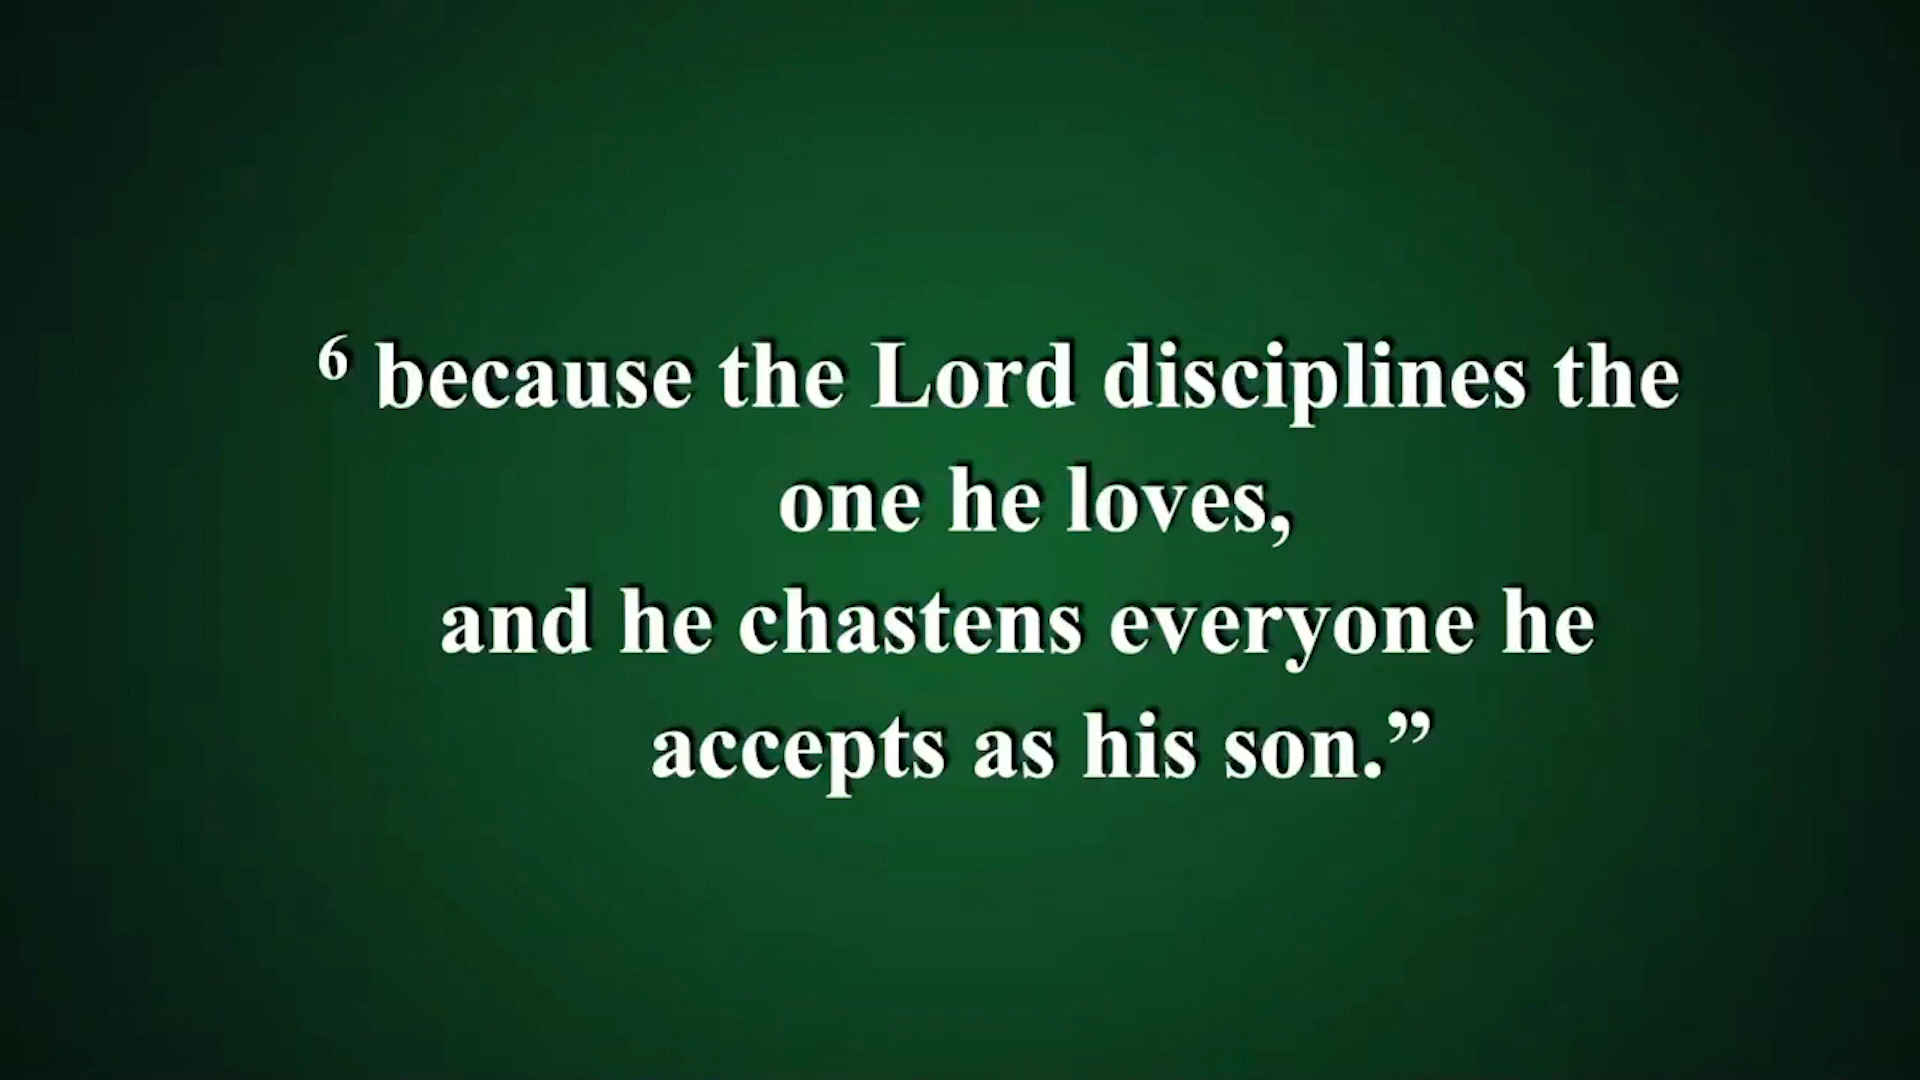 6 because the Lord disciplines the
one he loves,
and he chastens everyone he
accepts as his son.”